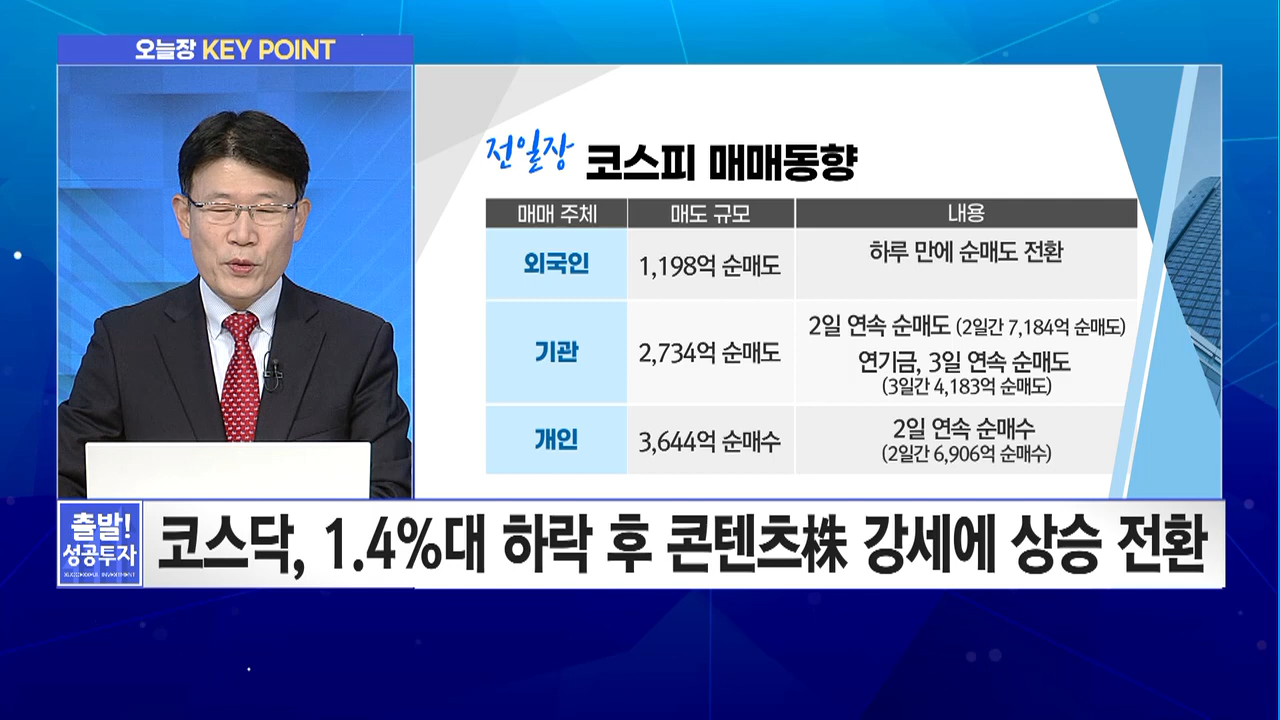 오늘장 KEY POINT
전일장 코스피 매매동향
매매 주체 매도 규모 내용
외국인 1,198억 순매도 하루 만에 순매도 전환
기관 2,734억 순매도 2일 연속 순매도 (2일간 7,184억 순매도)
연기금, 3일 연속 순매도
(3일간 4,183억 순매도)
개인 3,644억 순매수 2일 연속 순매수
(2일간 6,906억 순매수)
출발!
성공투자
SUCCESSFUL INVESTMENT
코스닥, 1.4%대 하락 후 콘텐츠株 강세에 상승 전환